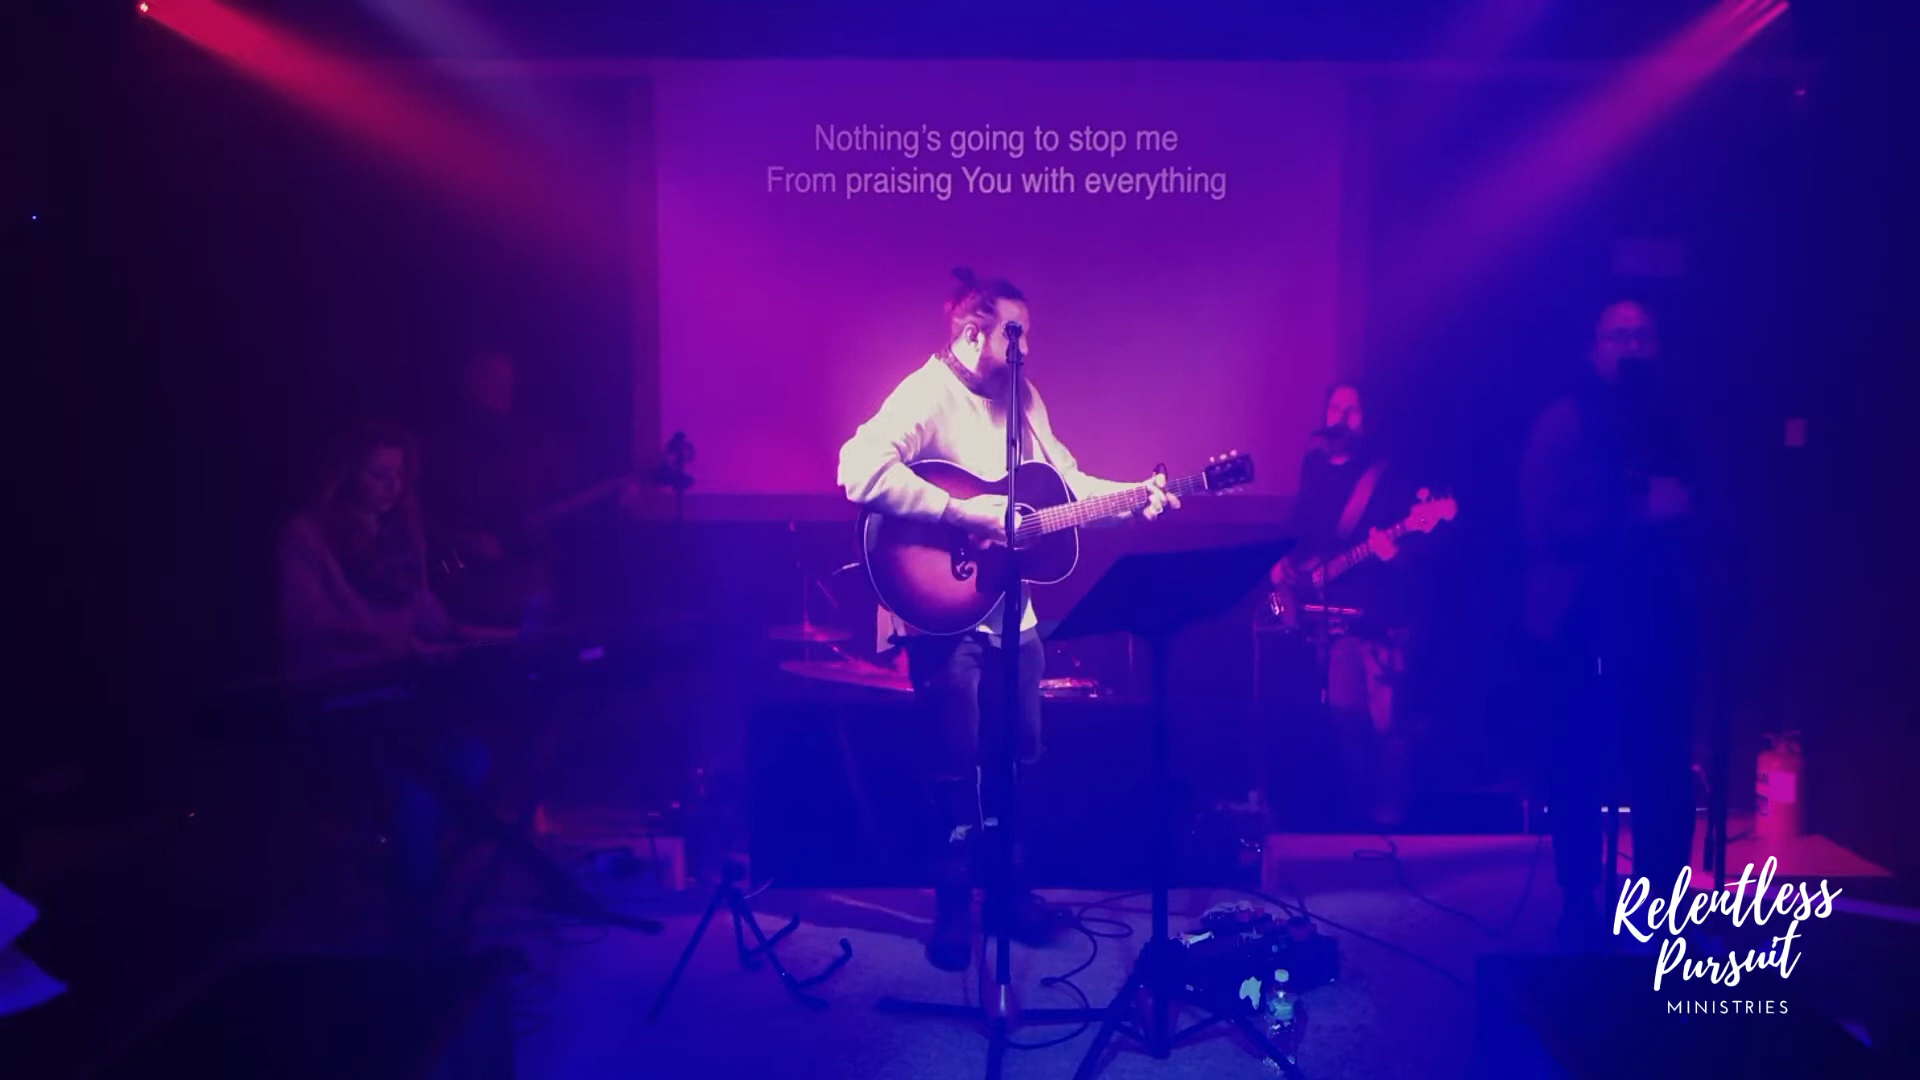 Nothing's going to stop me
From praising You with everything
Relentless
Pursuit
MINISTRIES